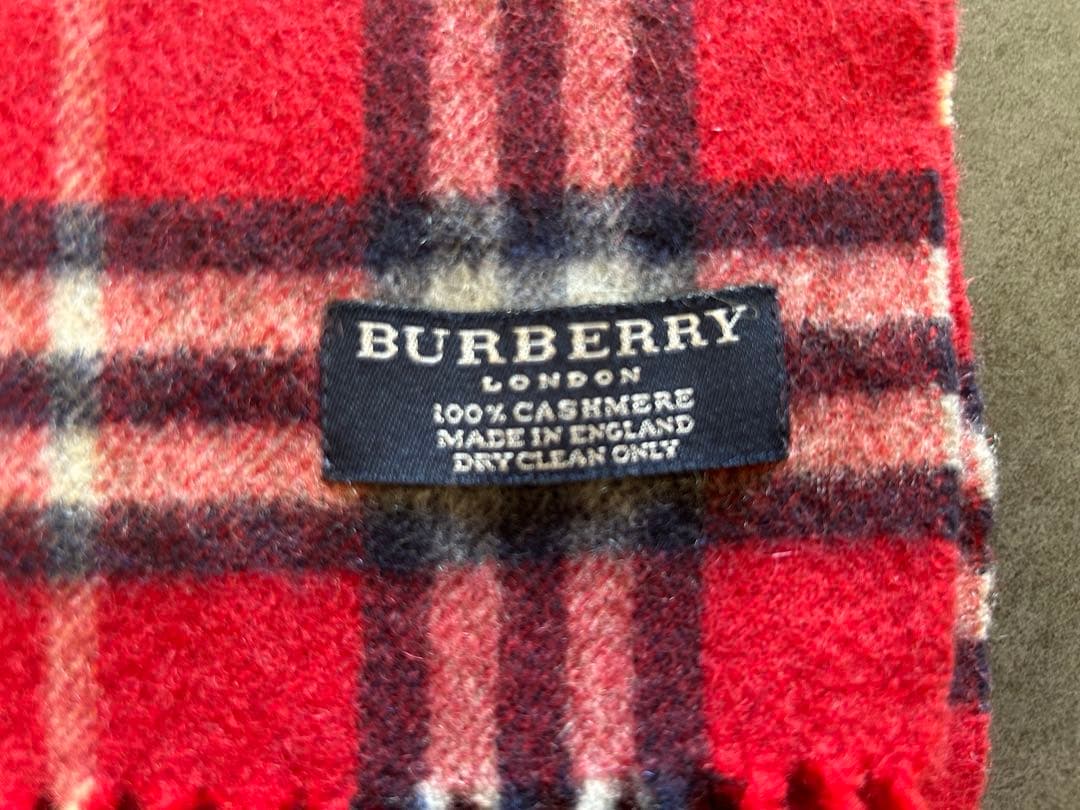 BURBERRY
LONDON
100% CASHMERE
MADE IN ENGLAND
DRY CLEAN ONLY